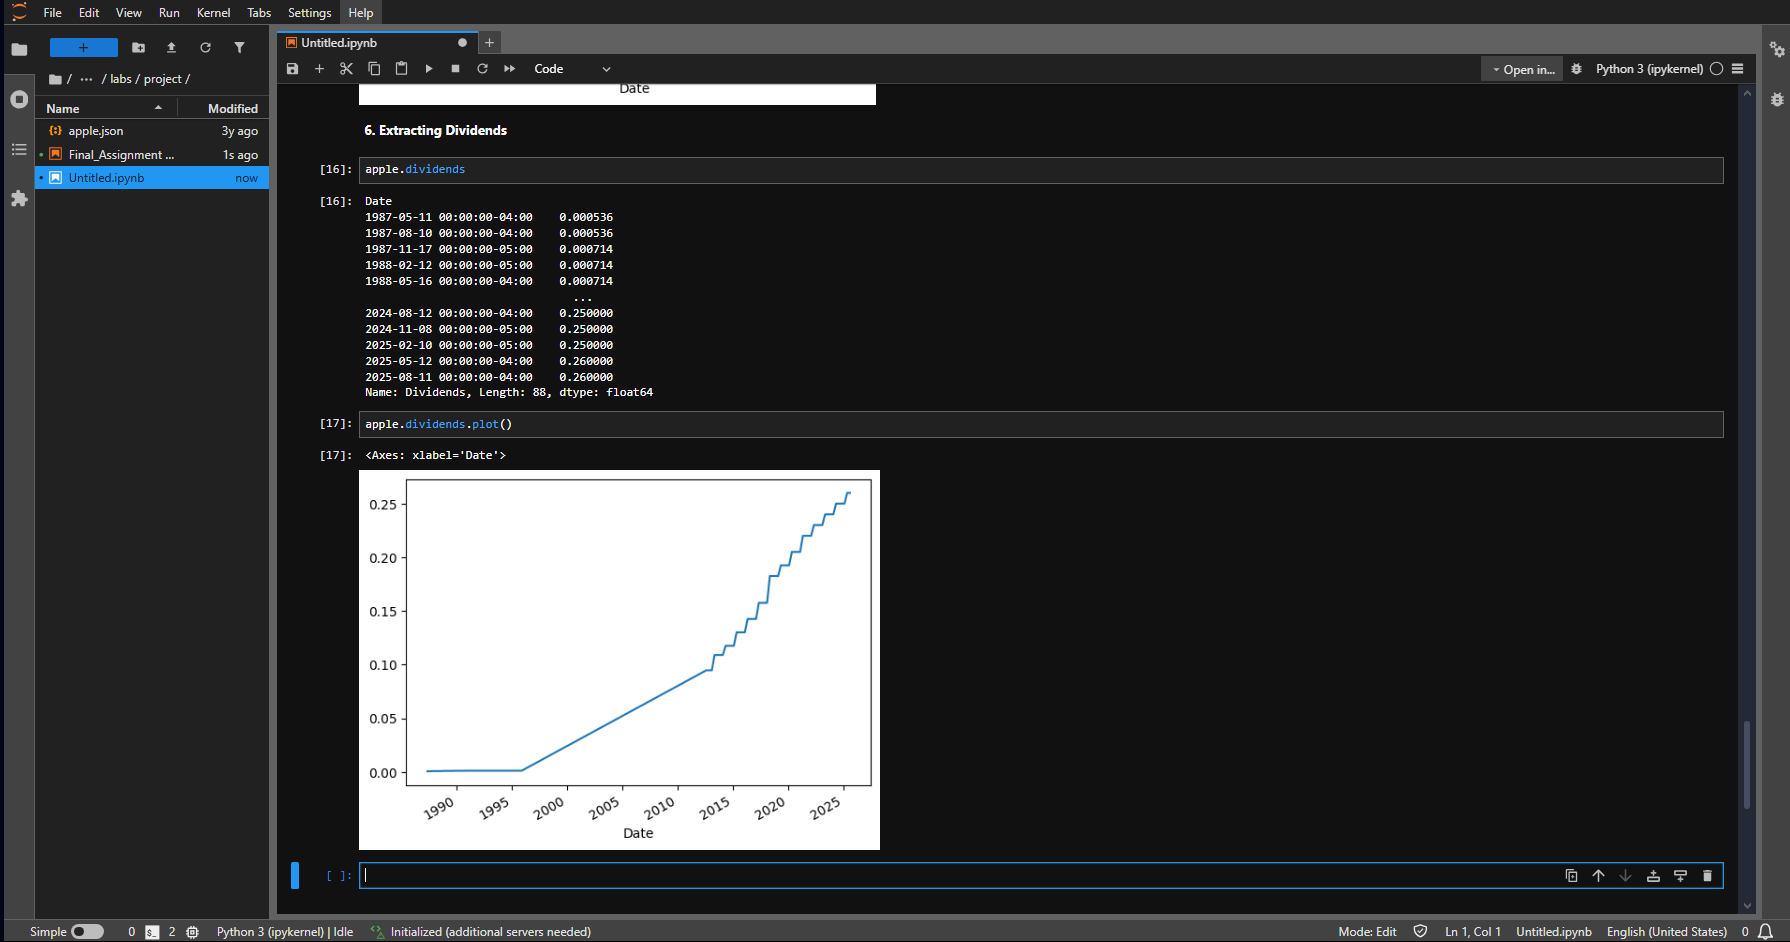 File Edit View Run Kernel Tabs Settings Help
+
/ ··· / labs / project /
Name Modified
apple.json 3y ago
Final_Assignment ... 1s ago
Untitled.ipynb now
Untitled.ipynb
Code
Open in...
Python 3 (ipykernel)
Date
6. Extracting Dividends
[16]: apple.dividends
[16]: Date
1987-05-11 00:00:00-04:00 0.000536
1987-08-10 00:00:00-04:00 0.000536
1987-11-17 00:00:00-05:00 0.000714
1988-02-12 00:00:00-05:00 0.000714
1988-05-16 00:00:00-04:00 0.000714
...
2024-08-12 00:00:00-04:00 0.250000
2024-11-08 00:00:00-05:00 0.250000
2025-02-10 00:00:00-05:00 0.250000
2025-05-12 00:00:00-04:00 0.260000
2025-08-11 00:00:00-04:00 0.260000
Name: Dividends, Length: 88, dtype: float64
[17]: apple.dividends.plot()
[17]: <Axes: xlabel='Date'>
0.25
0.20
0.15
0.10
0.05
0.00
1990 1995 2000 2005 2010 2015 2020 2025
Date
[ ]:
Simple 0 $_ 2 Python 3 (ipykernel) | Idle Initialized (additional servers needed) Mode: Edit Ln 1, Col 1 Untitled.ipynb English (United States) 0